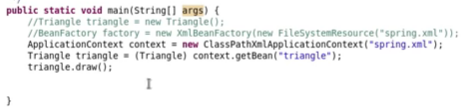 public static void main(String[] args) {
//Triangle triangle = new Triangle();
//BeanFactory factory = new XmlBeanFactory(new FileSystemResource("spring.xml"));
ApplicationContext context = new ClassPathXmlApplicationContext("spring.xml");
Triangle triangle = (Triangle) context.getBean("triangle");
triangle.draw();
}